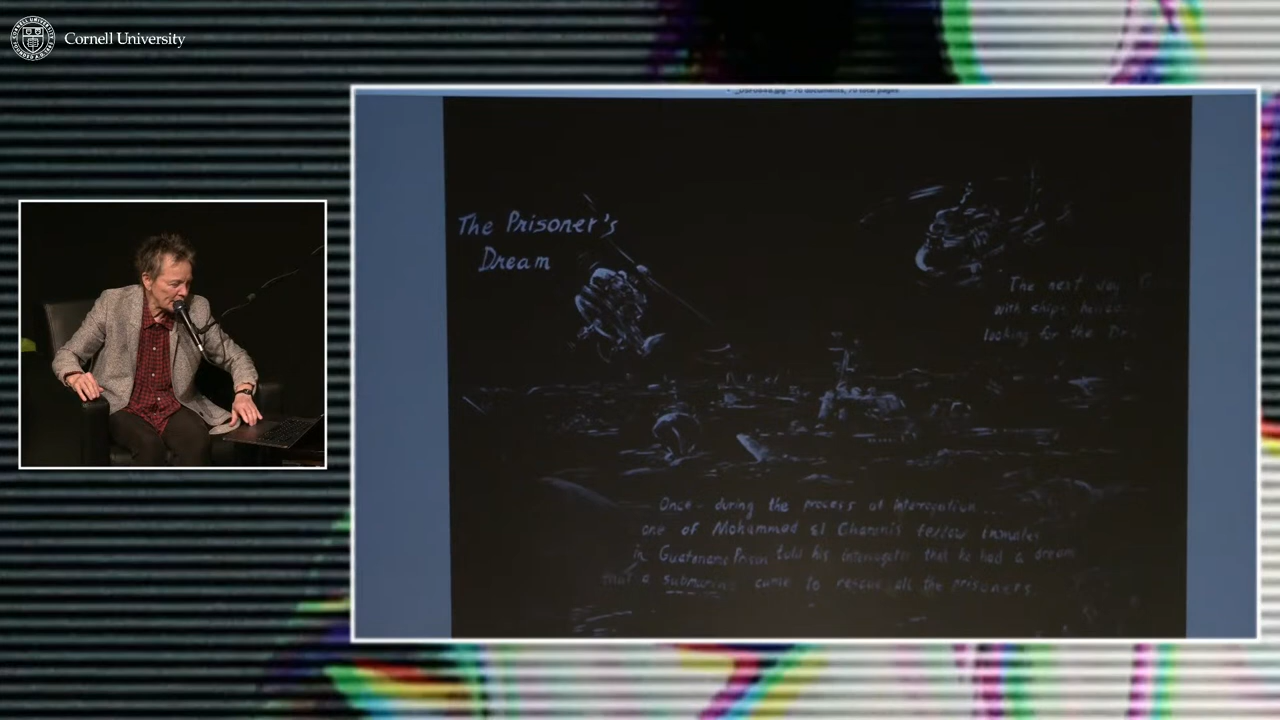 Cornell University
The Prisoner's
Dream
The next day
with ships
looking for the
Once - during the process of interrogation...
one of Mohammed El Gharani's fellow inmates
in Guatanamo Prison told his interrogator that he had a dream
that a submarine came to rescue all the prisoners